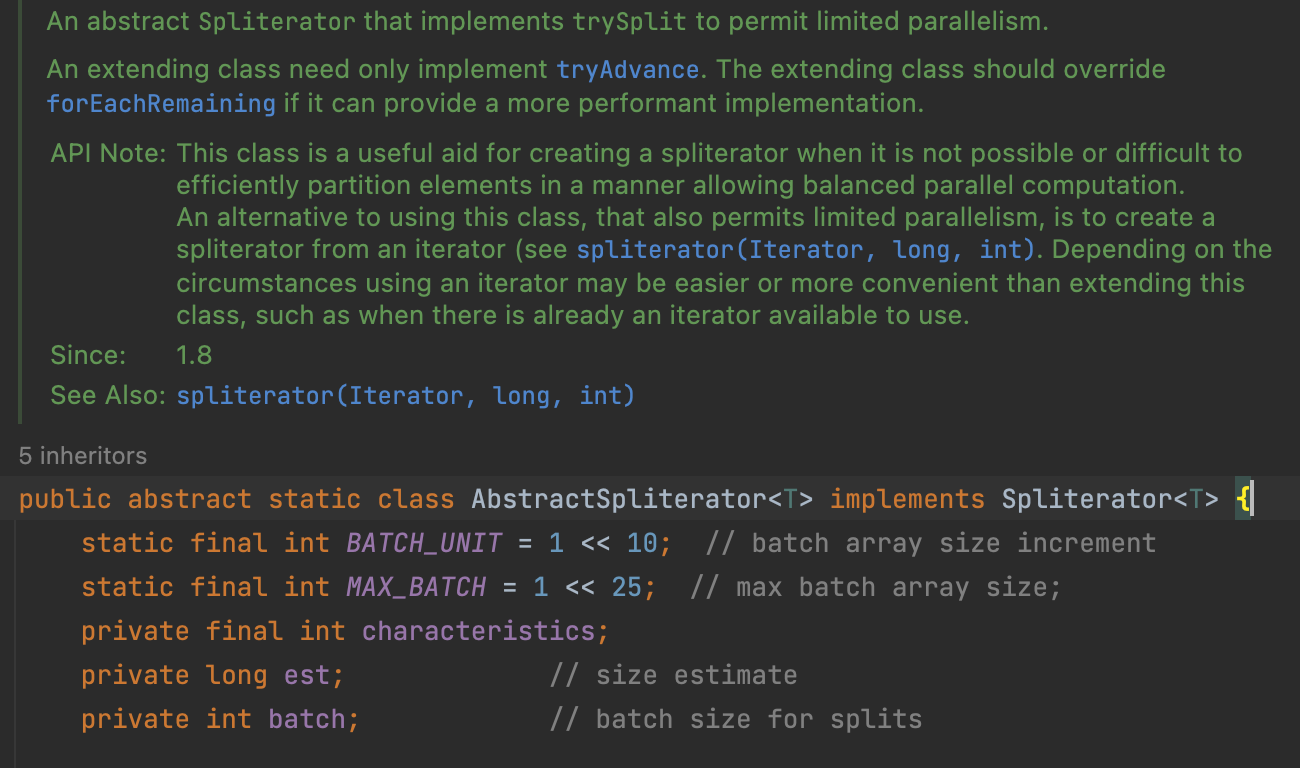 An abstract Spliterator that implements trySplit to permit limited parallelism.
An extending class need only implement tryAdvance. The extending class should override
forEachRemaining if it can provide a more performant implementation.
API Note: This class is a useful aid for creating a spliterator when it is not possible or difficult to
efficiently partition elements in a manner allowing balanced parallel computation.
An alternative to using this class, that also permits limited parallelism, is to create a
spliterator from an iterator (see spliterator(Iterator, long, int). Depending on the
circumstances using an iterator may be easier or more convenient than extending this
class, such as when there is already an iterator available to use.
Since: 1.8
See Also: spliterator(Iterator, long, int)
5 inheritors
public abstract static class AbstractSpliterator<T> implements Spliterator<T> {
static final int BATCH_UNIT = 1 << 10;  // batch array size increment
static final int MAX_BATCH = 1 << 25;  // max batch array size;
private final int characteristics;
private long est;             // size estimate
private int batch;            // batch size for splits